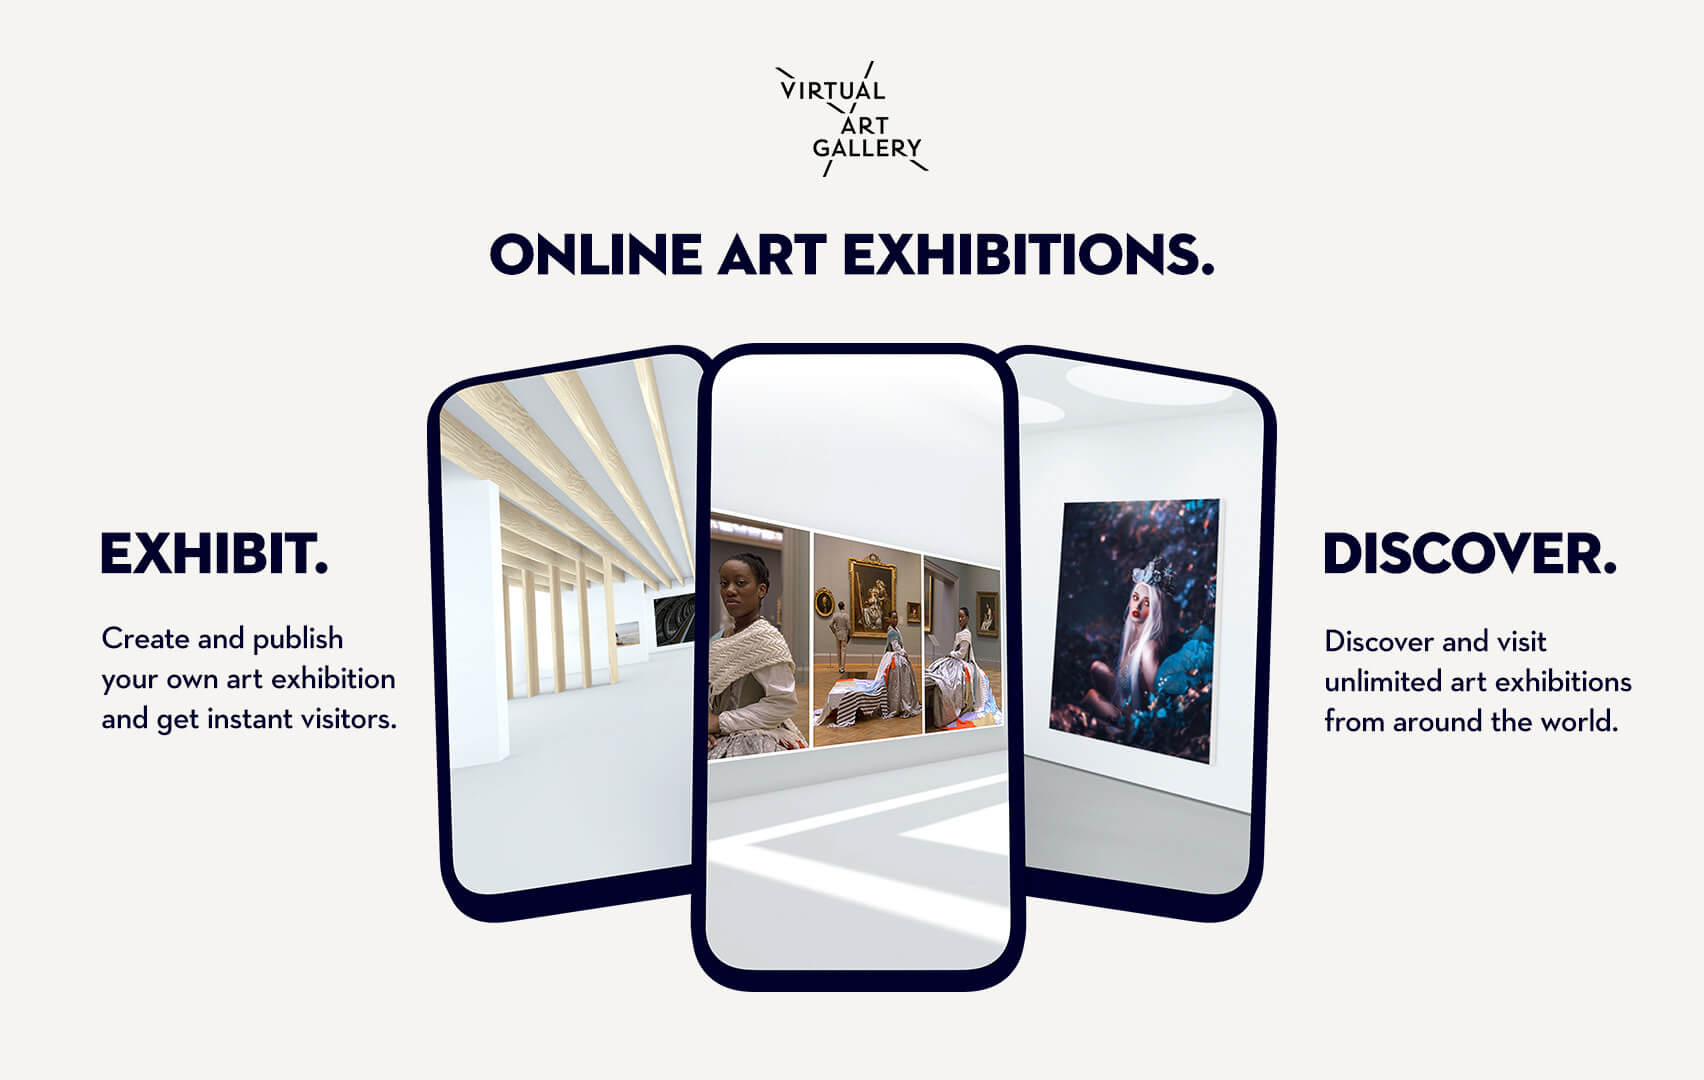 VIRTUAL
ART
GALLERY
ONLINE ART EXHIBITIONS.
EXHIBIT.
Create and publish
your own art exhibition
and get instant visitors.
DISCOVER.
Discover and visit
unlimited art exhibitions
from around the world.